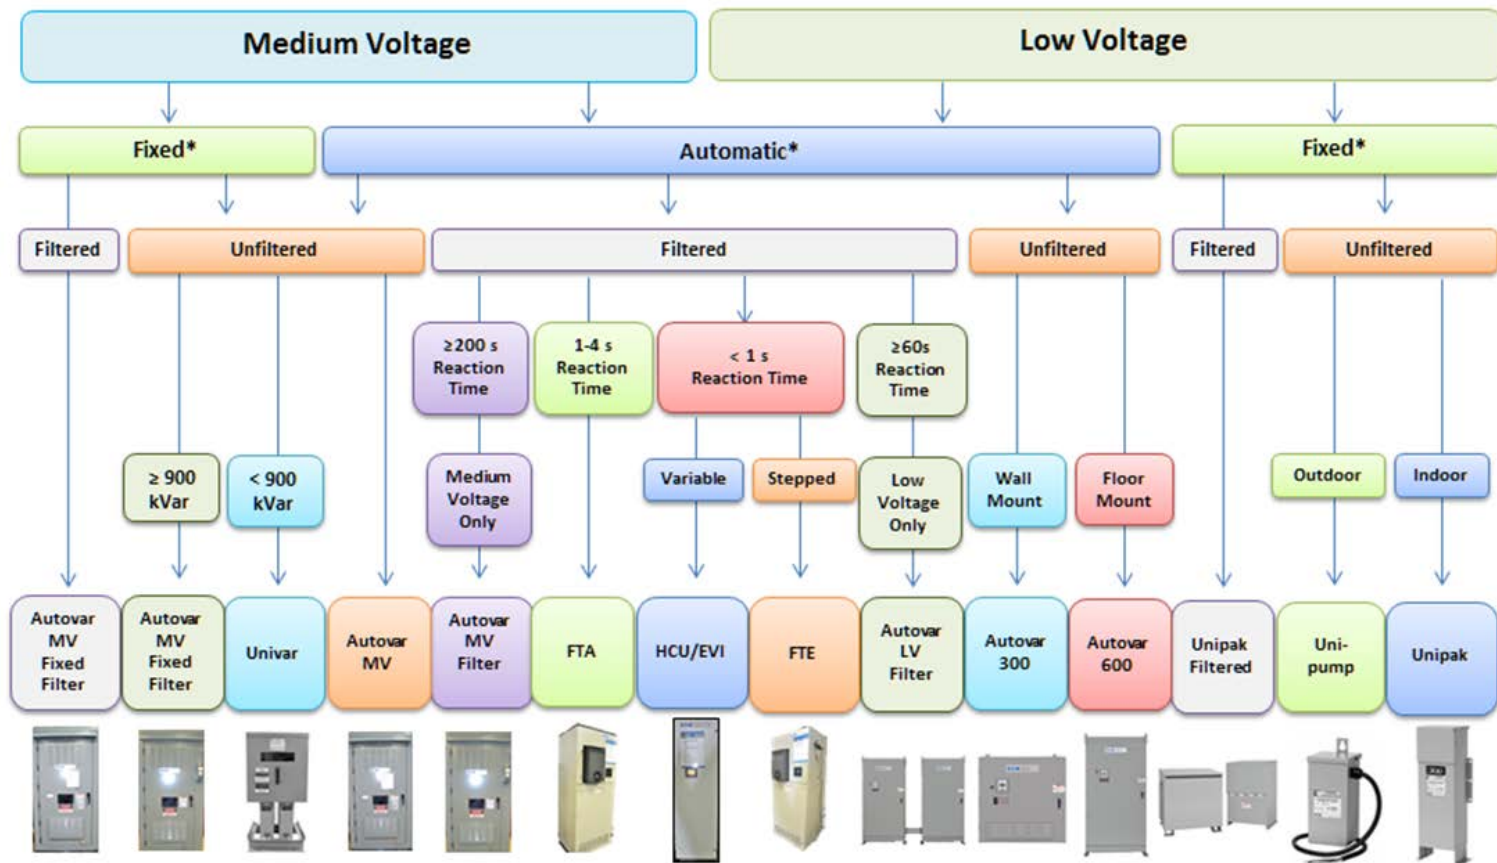 Medium Voltage
Low Voltage
Fixed*
Automatic*
Fixed*
Filtered
Unfiltered
Filtered
Unfiltered
Filtered
Unfiltered
≥200 s
Reaction
Time
1-4 s
Reaction
Time
< 1 s
Reaction Time
≥60s
Reaction
Time
≥ 900
kVar
< 900
kVar
Medium
Voltage
Only
Variable
Stepped
Low
Voltage
Only
Wall
Mount
Floor
Mount
Outdoor
Indoor
Autovar
MV
Fixed
Filter
Autovar
MV
Fixed
Filter
Univar
Autovar
MV
Autovar
MV
Filter
FTA
HCU/EVI
FTE
Autovar
LV
Filter
Autovar
300
Autovar
600
Unipak
Filtered
Uni-
pump
Unipak